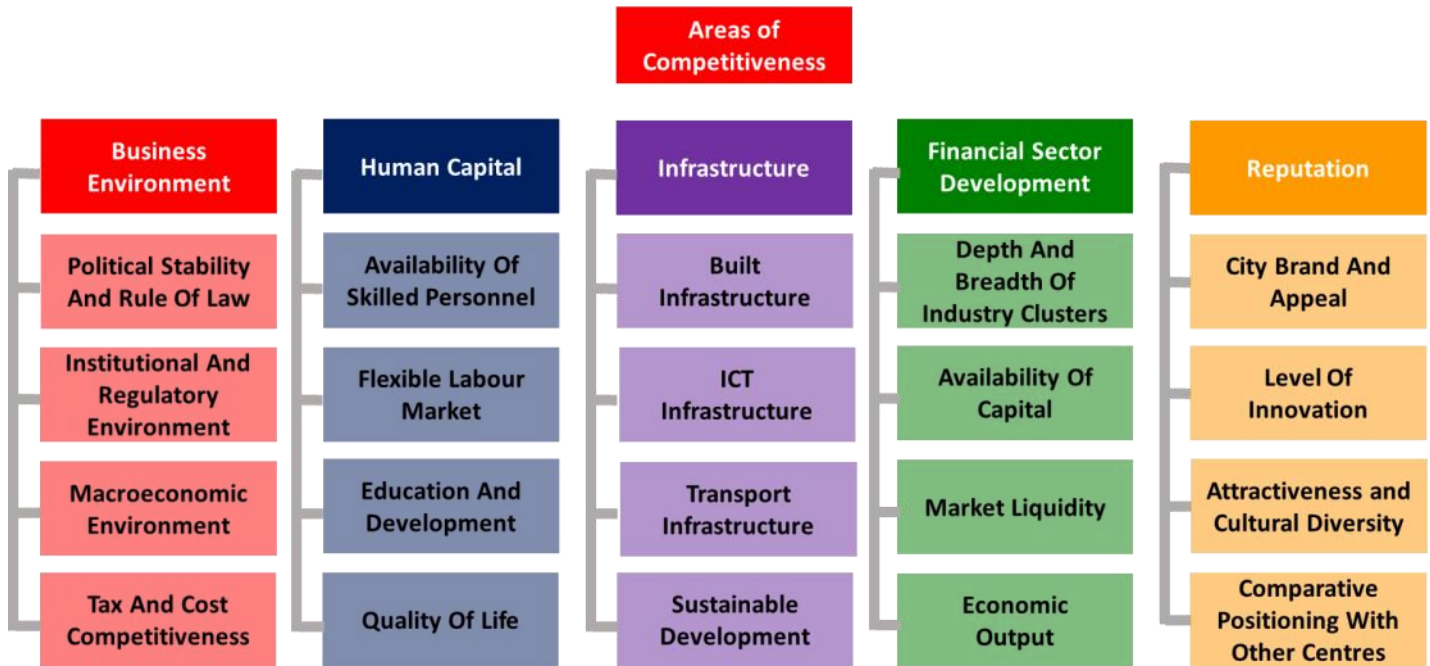 Areas of
Competitiveness
Business
Environment
Political Stability
And Rule Of Law
Institutional And
Regulatory
Environment
Macroeconomic
Environment
Tax And Cost
Competitiveness
Human Capital
Availability Of
Skilled Personnel
Flexible Labour
Market
Education And
Development
Quality Of Life
Infrastructure
Built
Infrastructure
ICT
Infrastructure
Transport
Infrastructure
Sustainable
Development
Financial Sector
Development
Depth And
Breadth Of
Industry Clusters
Availability Of
Capital
Market Liquidity
Economic
Output
Reputation
City Brand And
Appeal
Level Of
Innovation
Attractiveness and
Cultural Diversity
Comparative
Positioning With
Other Centres